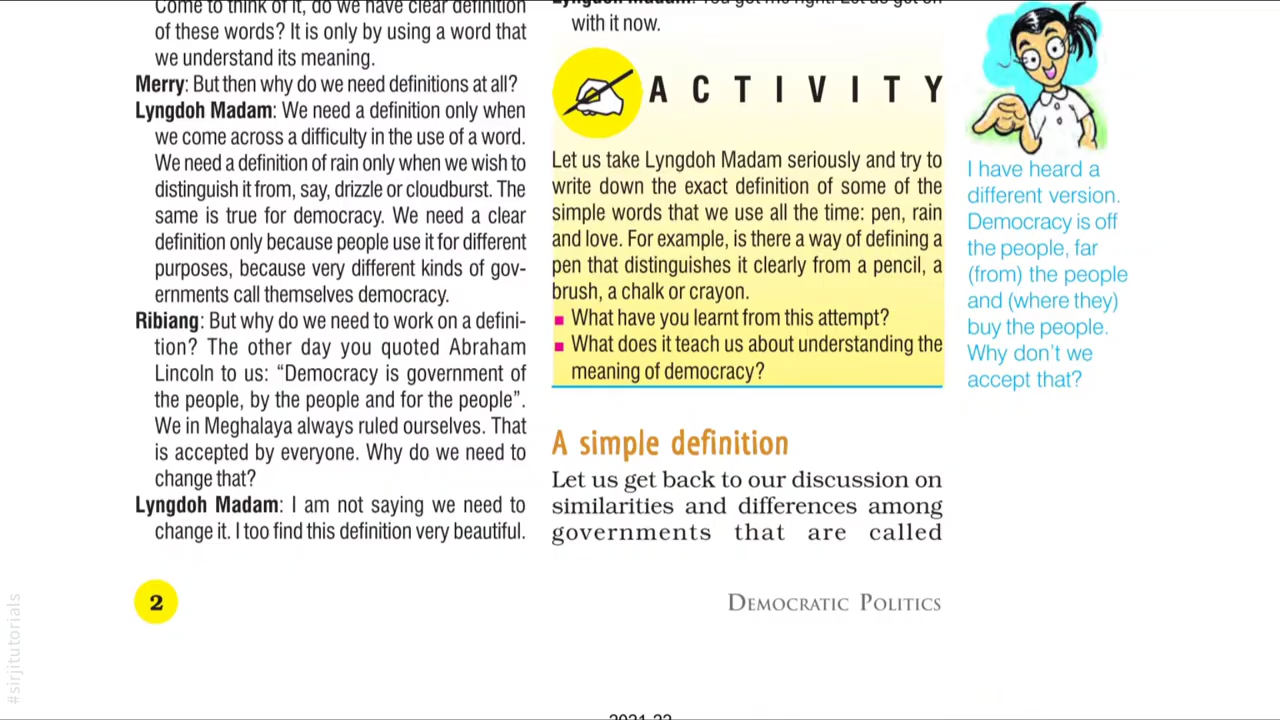 Come to think of it, do we have clear definition
of these words? It is only by using a word that
we understand its meaning.
Merry: But then why do we need definitions at all?
Lyngdoh Madam: We need a definition only when
we come across a difficulty in the use of a word.
We need a definition of rain only when we wish to
distinguish it from, say, drizzle or cloudburst. The
same is true for democracy. We need a clear
definition only because people use it for different
purposes, because very different kinds of gov-
ernments call themselves democracy.
Ribiang: But why do we need to work on a defini-
tion? The other day you quoted Abraham
Lincoln to us: “Democracy is government of
the people, by the people and for the people”.
We in Meghalaya always ruled ourselves. That
is accepted by everyone. Why do we need to
change that?
Lyngdoh Madam: I am not saying we need to
change it. I too find this definition very beautiful.
Lyngdoh Madam: You got me right. Let us get on
with it now.
ACTIVITY
Let us take Lyngdoh Madam seriously and try to
write down the exact definition of some of the
simple words that we use all the time: pen, rain
and love. For example, is there a way of defining a
pen that distinguishes it clearly from a pencil, a
brush, a chalk or crayon.
■ What have you learnt from this attempt?
■ What does it teach us about understanding the
meaning of democracy?
A simple definition
Let us get back to our discussion on
similarities and differences among
governments that are called
I have heard a
different version.
Democracy is off
the people, far
(from) the people
and (where they)
buy the people.
Why don’t we
accept that?
2
DEMOCRATIC POLITICS
2021-22
#sirjitutorials